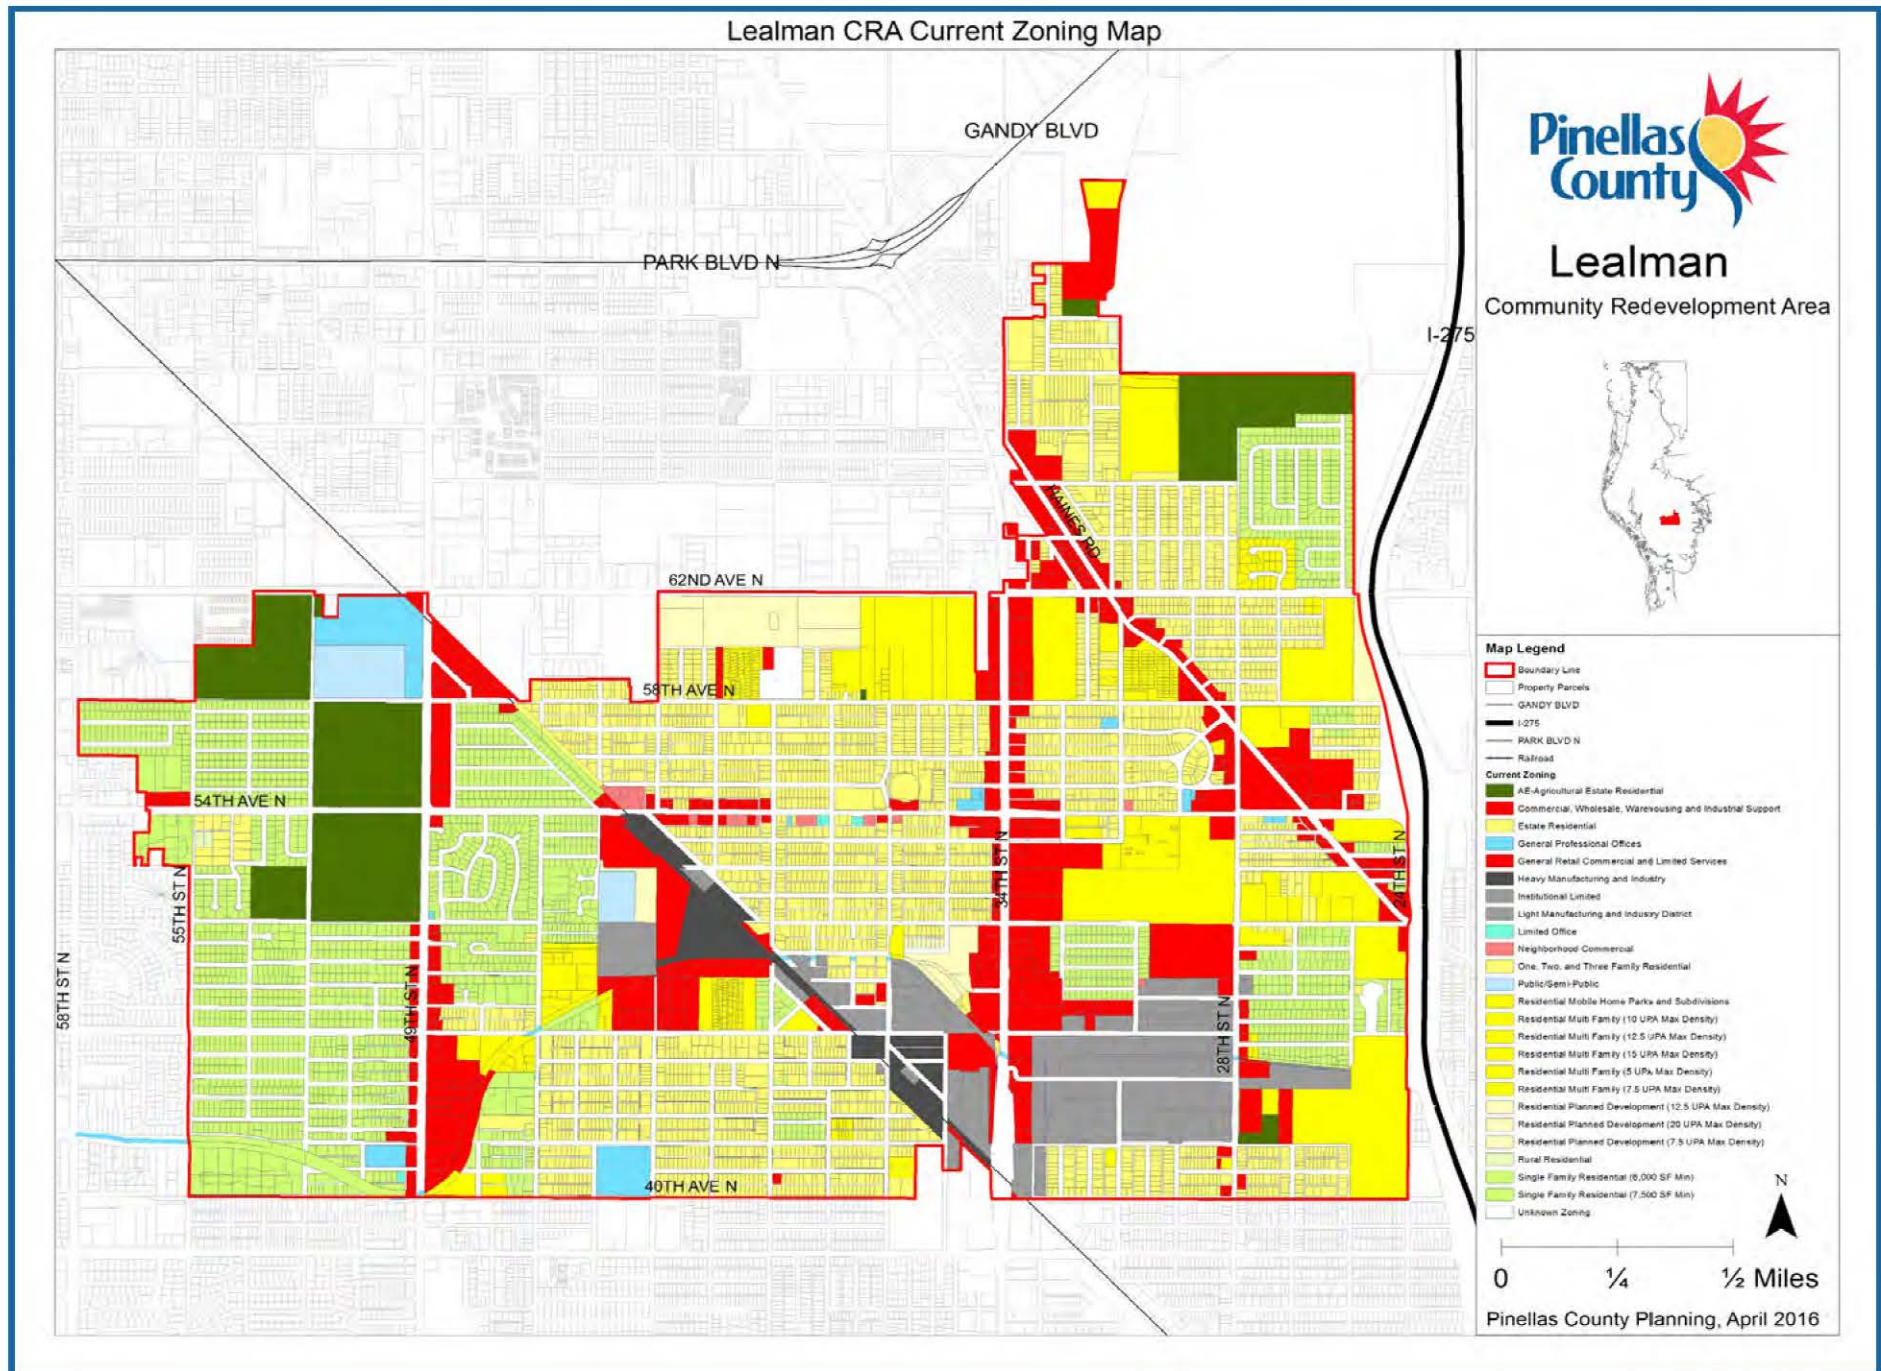 Lealman CRA Current Zoning Map
GANDY BLVD
PARK BLVD N
I-275
HAINES RD
62ND AVE N
58TH AVE N
54TH AVE N
55TH ST N
58TH ST N
49TH ST N
34TH ST N
28TH ST N
24TH ST N
40TH AVE N
Pinellas
County
Lealman
Community Redevelopment Area
Map Legend
Boundary Line
Property Parcels
GANDY BLVD
I-275
PARK BLVD N
Railroad
Current Zoning
AE-Agricultural Estate Residential
Commercial, Wholesale, Warehousing and Industrial Support
Estate Residential
General Professional Offices
General Retail Commercial and Limited Services
Heavy Manufacturing and Industry
Institutional Limited
Light Manufacturing and Industry District
Limited Office
Neighborhood Commercial
One, Two, and Three Family Residential
Public/Semi-Public
Residential Mobile Home Parks and Subdivisions
Residential Multi Family (10 UPA Max Density)
Residential Multi Family (12.5 UPA Max Density)
Residential Multi Family (15 UPA Max Density)
Residential Multi Family (5 UPA Max Density)
Residential Multi Family (7.5 UPA Max Density)
Residential Planned Development (12.5 UPA Max Density)
Residential Planned Development (20 UPA Max Density)
Residential Planned Development (7.5 UPA Max Density)
Rural Residential
Single Family Residential (6,000 SF Min)
Single Family Residential (7,500 SF Min)
Unknown Zoning
N
0 ¼ ½ Miles
Pinellas County Planning, April 2016